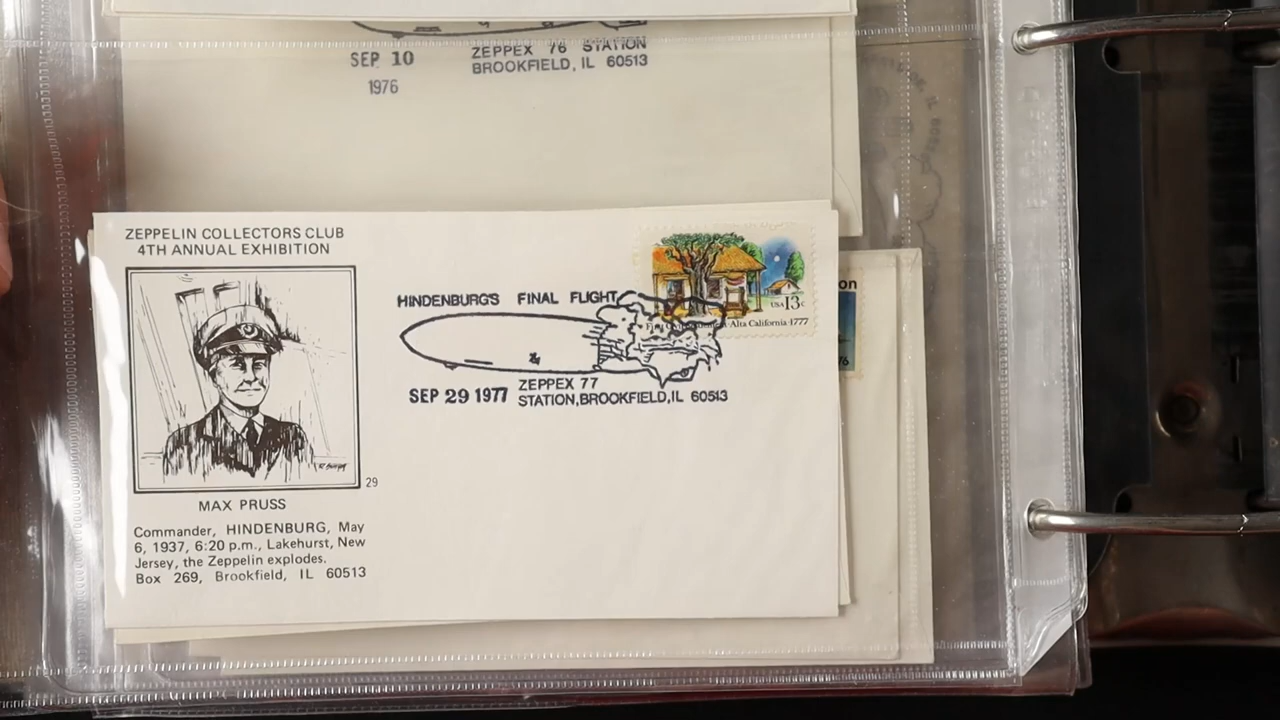 SEP 10
1976
ZEPPEX 76 STATION
BROOKFIELD, IL 60513
ZEPPELIN COLLECTORS CLUB
4TH ANNUAL EXHIBITION
29
MAX PRUSS
Commander, HINDENBURG, May
6, 1937, 6:20 p.m., Lakehurst, New
Jersey, the Zeppelin explodes.
Box 269, Brookfield, IL 60513
HINDENBURG'S FINAL FLIGHT
SEP 29 1977
ZEPPEX 77
STATION, BROOKFIELD, IL 60513
USA 13c
Alta California 1777
on
76